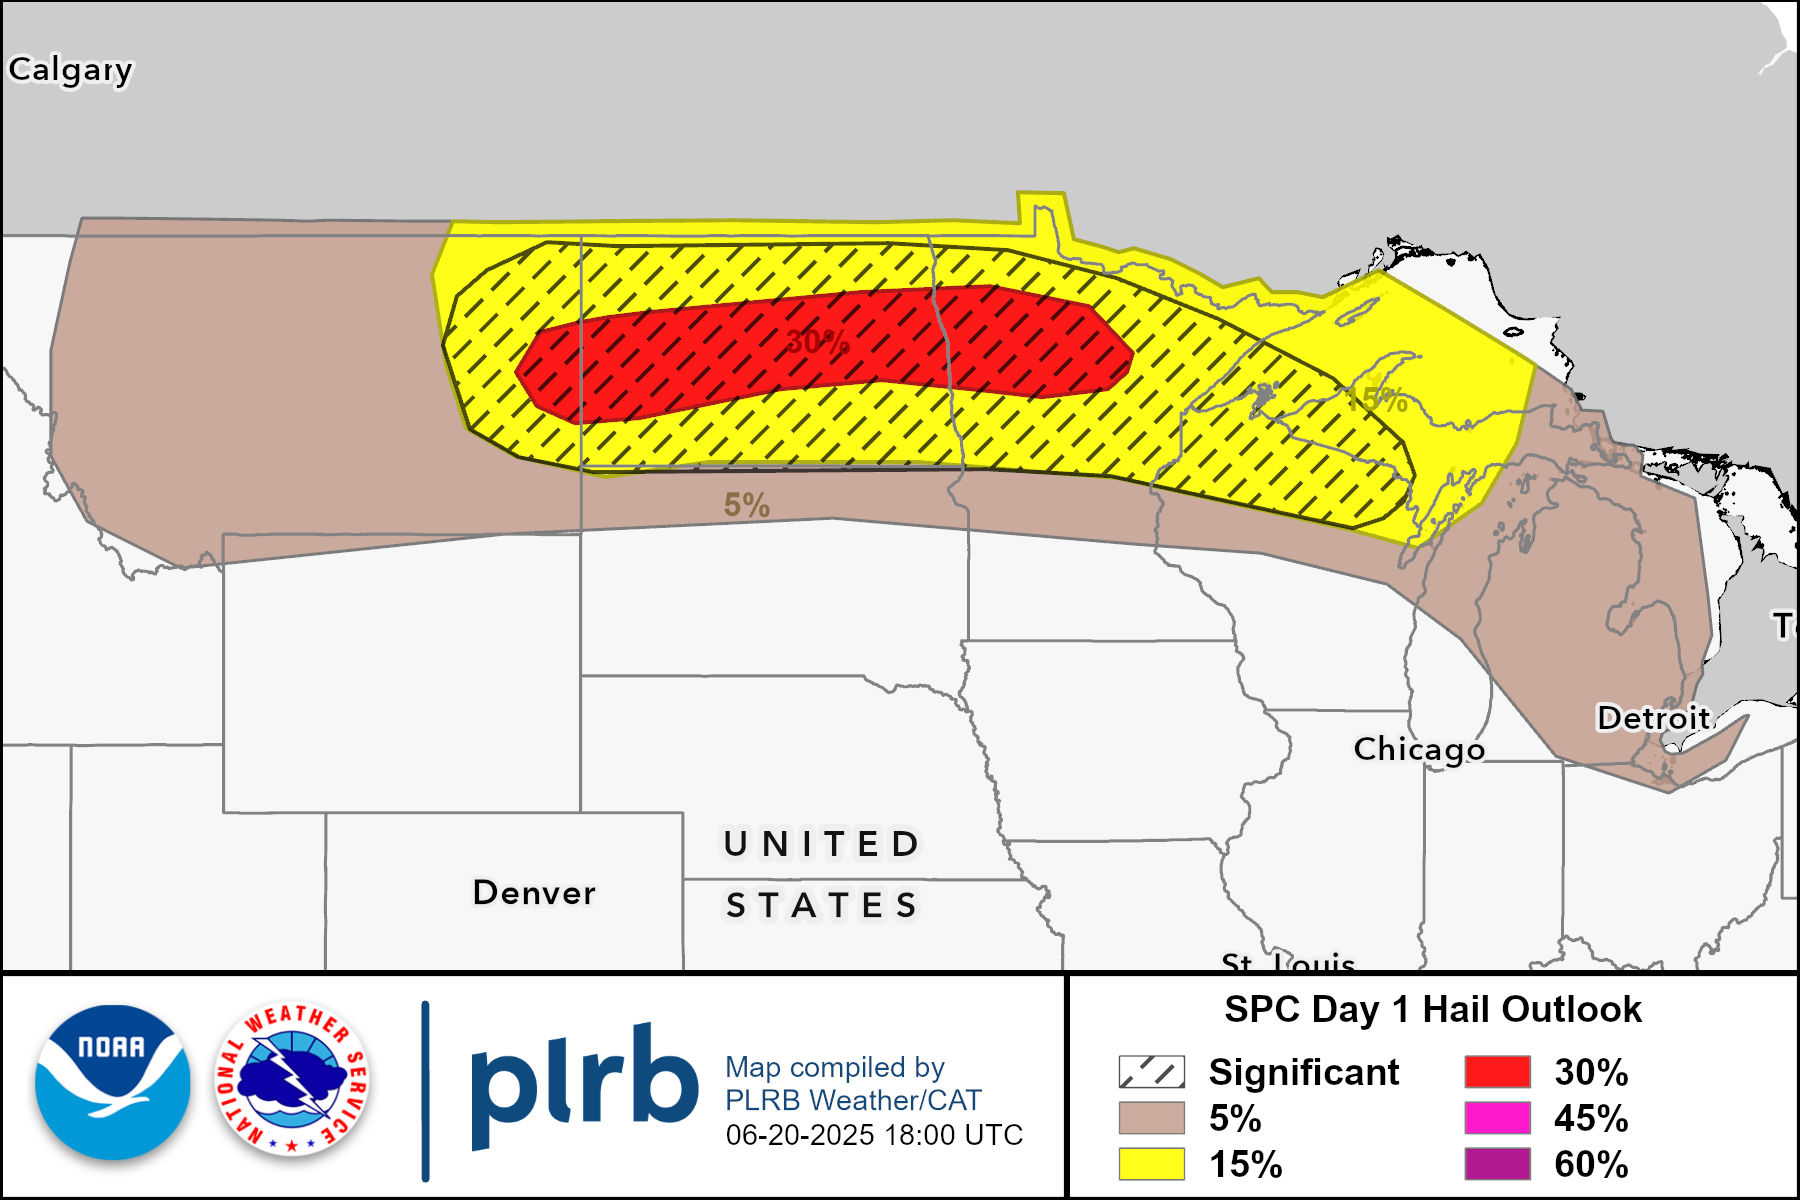 Calgary
30%
15%
5%
T
Detroit
Chicago
UNITED
Denver
STATES
St. Louis
NOAA
NATIONAL WEATHER SERVICE
plrb
Map compiled by
PLRB Weather/CAT
06-20-2025 18:00 UTC
SPC Day 1 Hail Outlook
Significant
30%
5%
45%
15%
60%